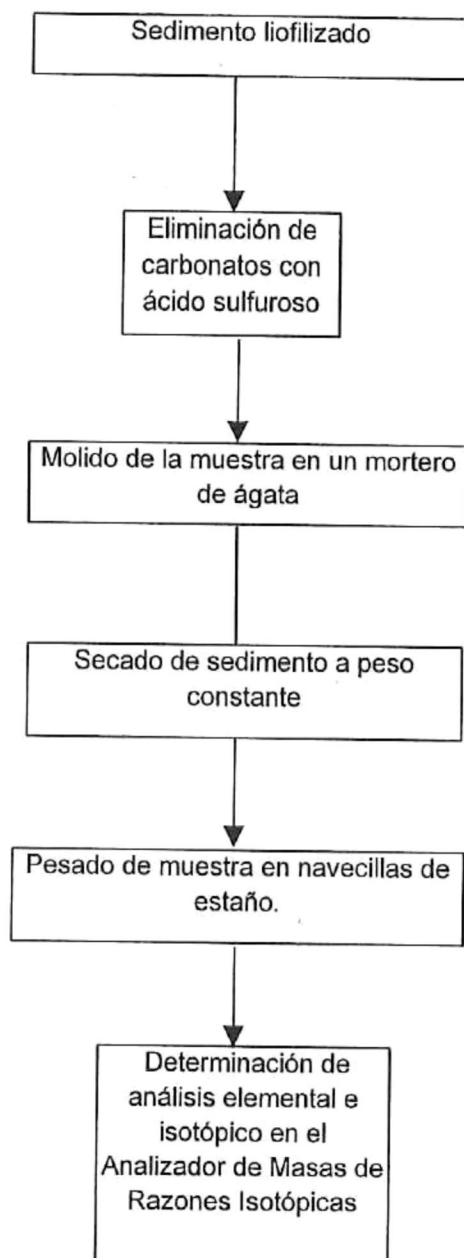 Sedimento liofilizado
Eliminación de
carbonatos con
ácido sulfuroso
Molido de la muestra en un mortero
de ágata
Secado de sedimento a peso
constante
Pesado de muestra en navecillas de
estaño.
Determinación de
análisis elemental e
isotópico en el
Analizador de Masas de
Razones Isotópicas